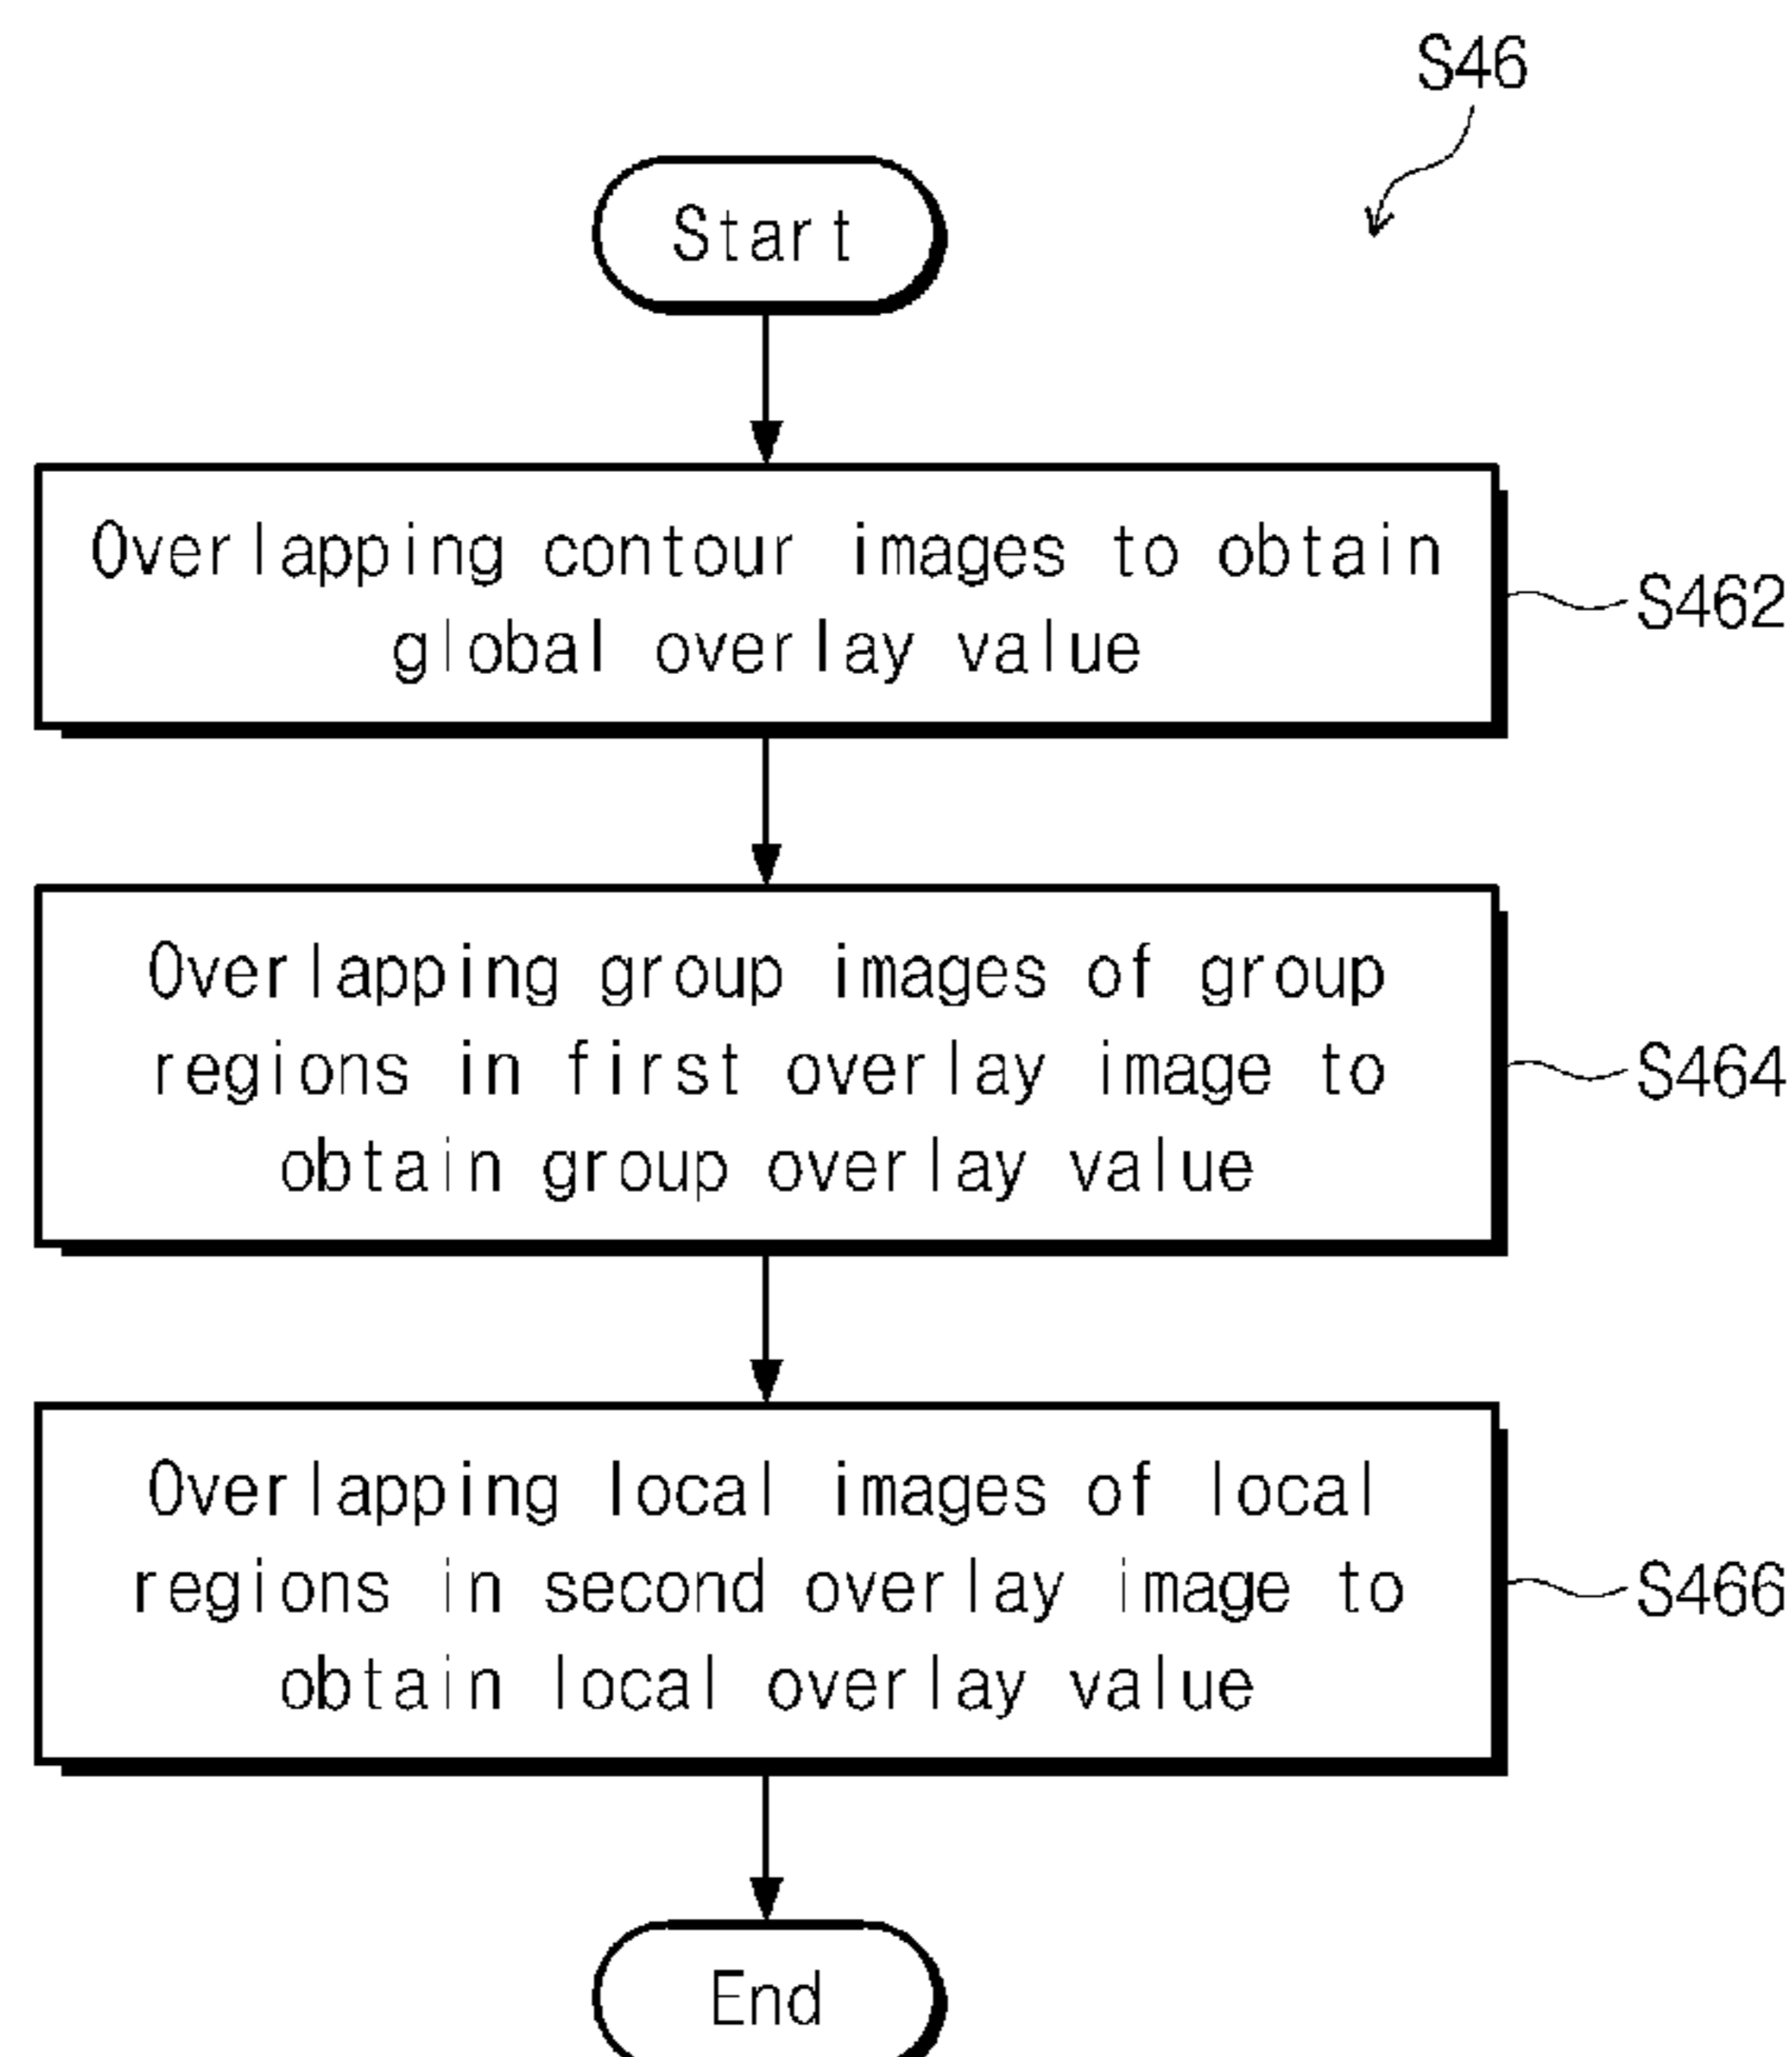 S46
Start
Overlapping contour images to obtain
global overlay value
S462
Overlapping group images of group
regions in first overlay image to
obtain group overlay value
S464
Overlapping local images of local
regions in second overlay image to
obtain local overlay value
S466
End